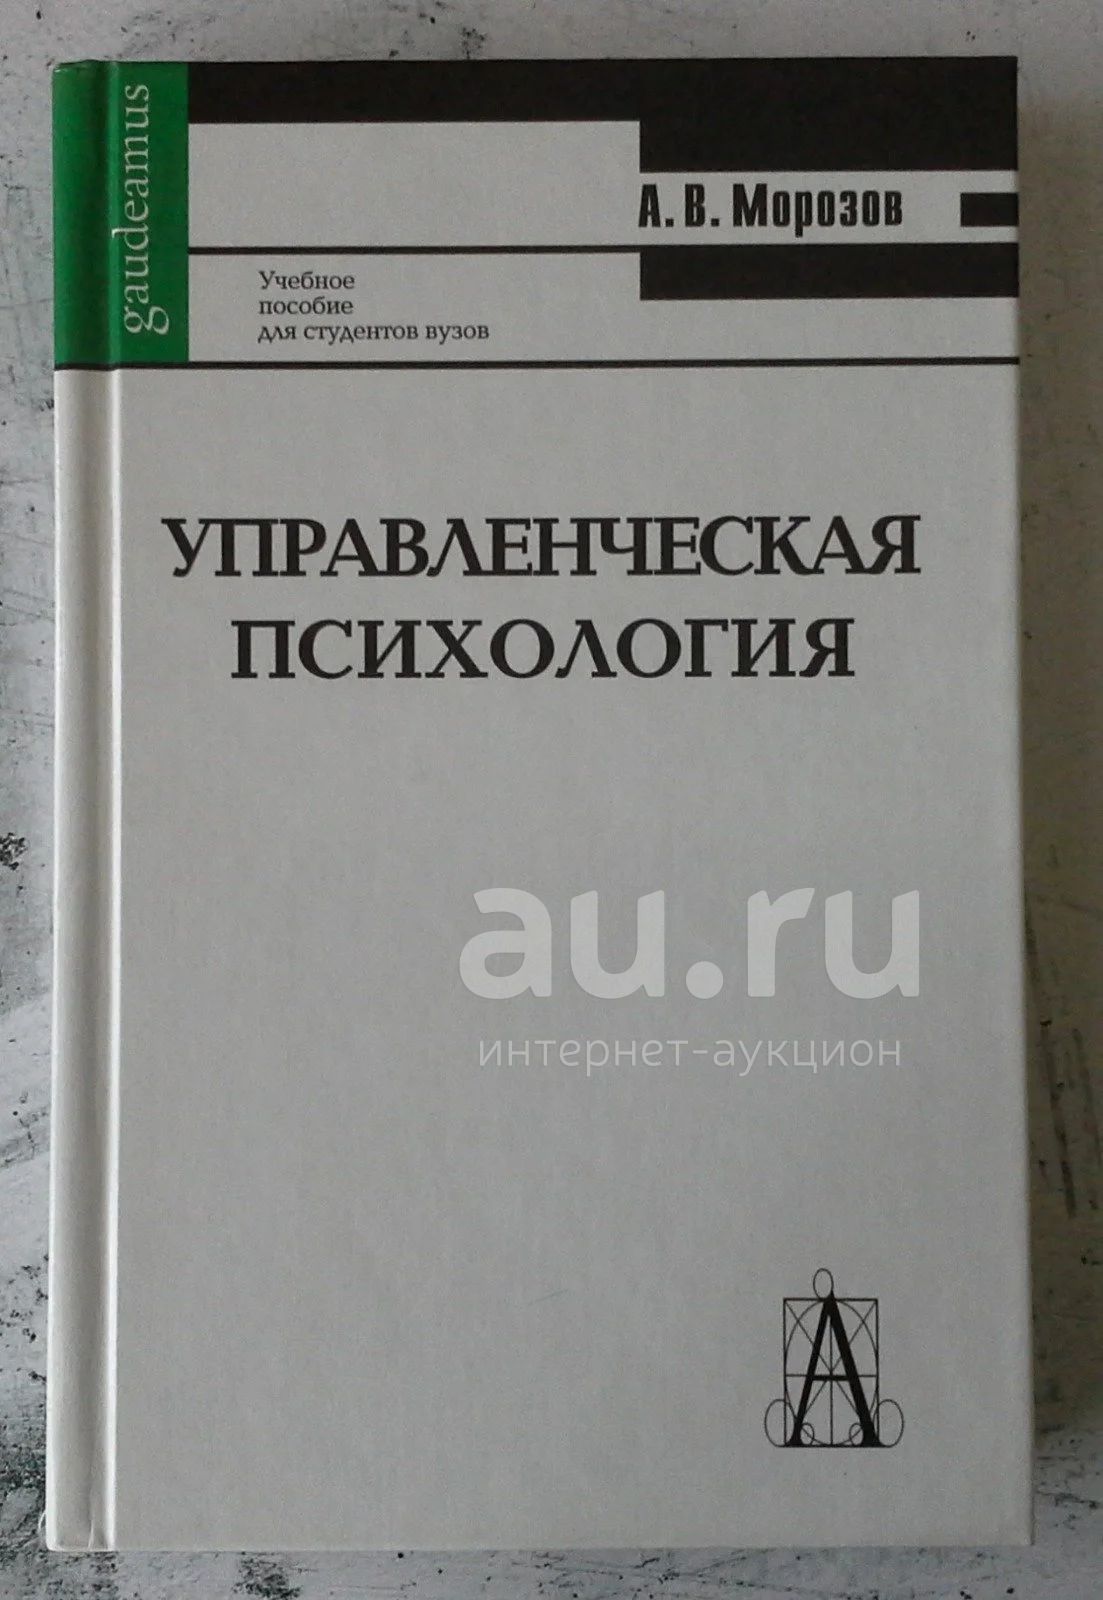 gaudeamus
А. В. Морозов
Учебное
пособие
для студентов вузов
УПРАВЛЕНЧЕСКАЯ
ПСИХОЛОГИЯ
au.ru
интернет-аукцион
А